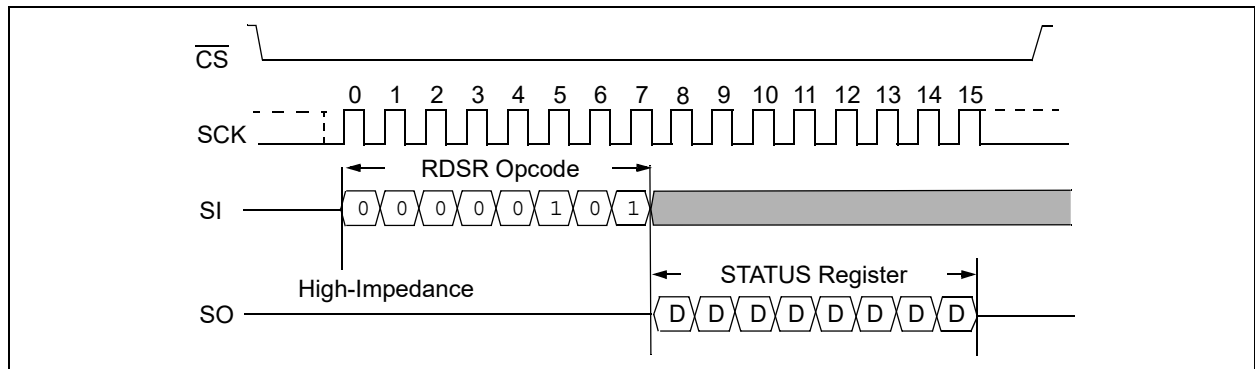 CS
0 1 2 3 4 5 6 7 8 9 10 11 12 13 14 15
SCK
RDSR Opcode
SI 0 0 0 0 0 1 0 1
STATUS Register
High-Impedance
SO D D D D D D D D